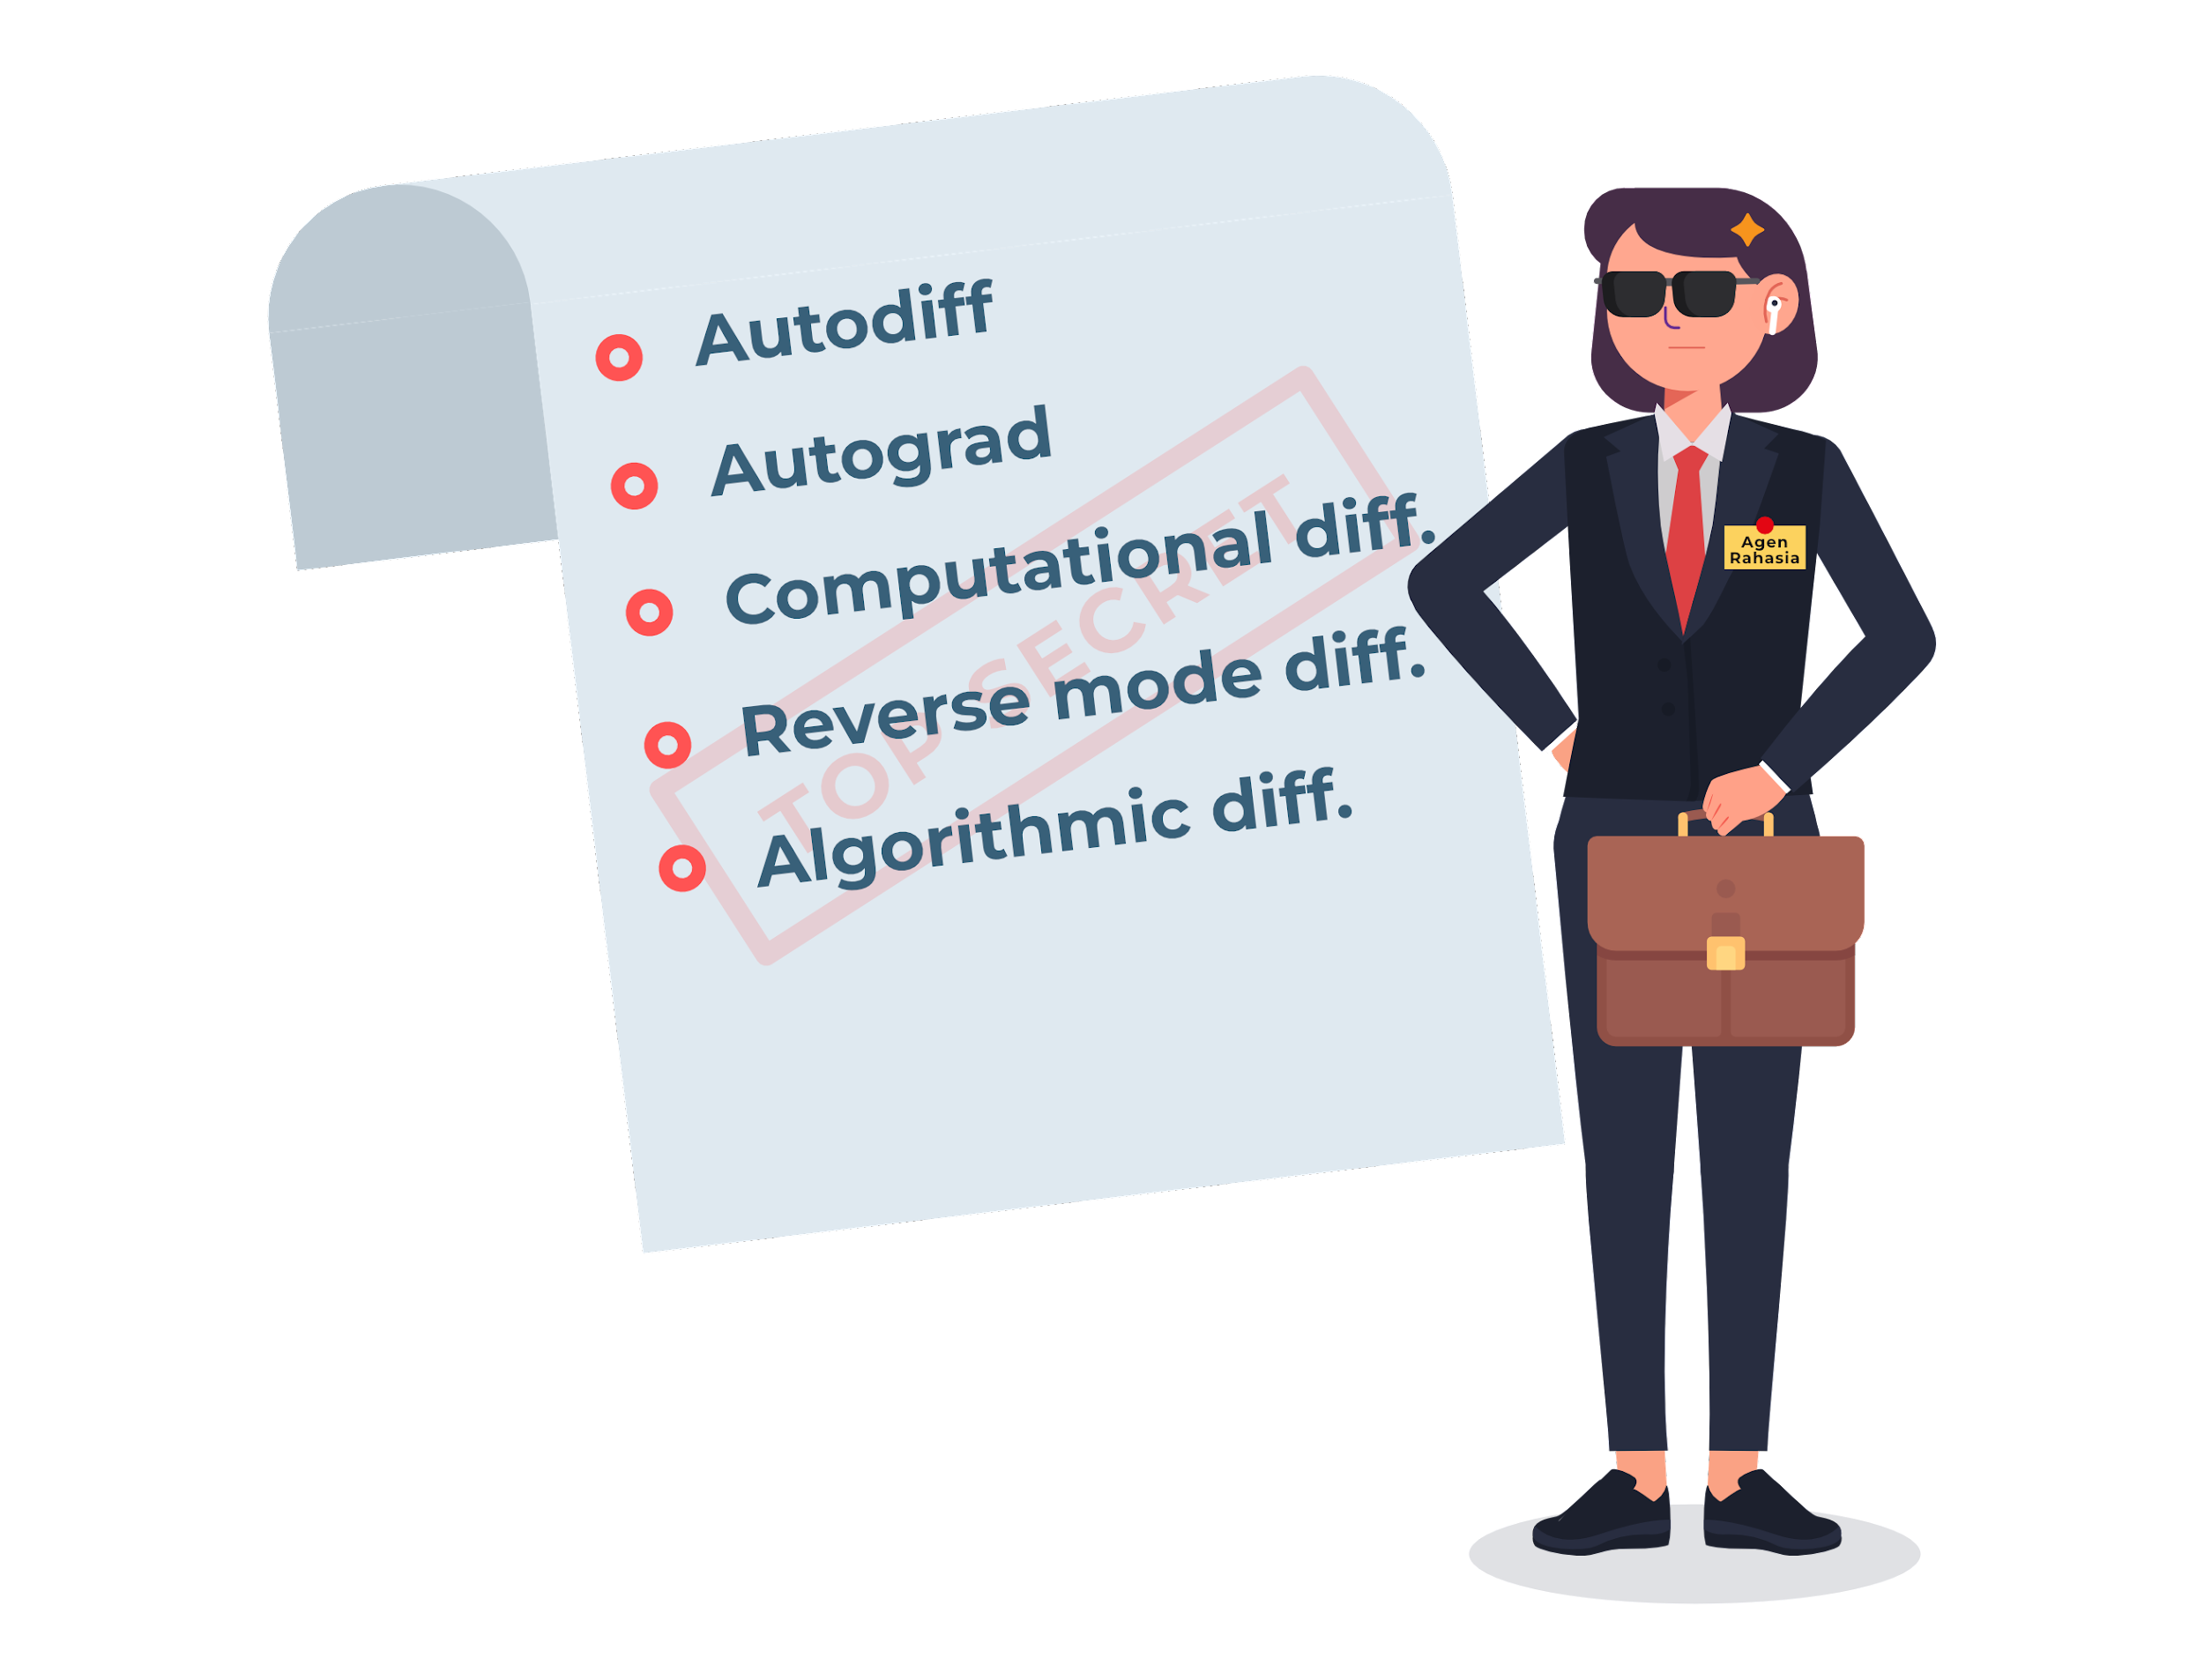 Autodiff
Autograd
Computational diff.
Reverse mode diff.
Algorithmic diff.
TOP SECRET
Agen
Rahasia